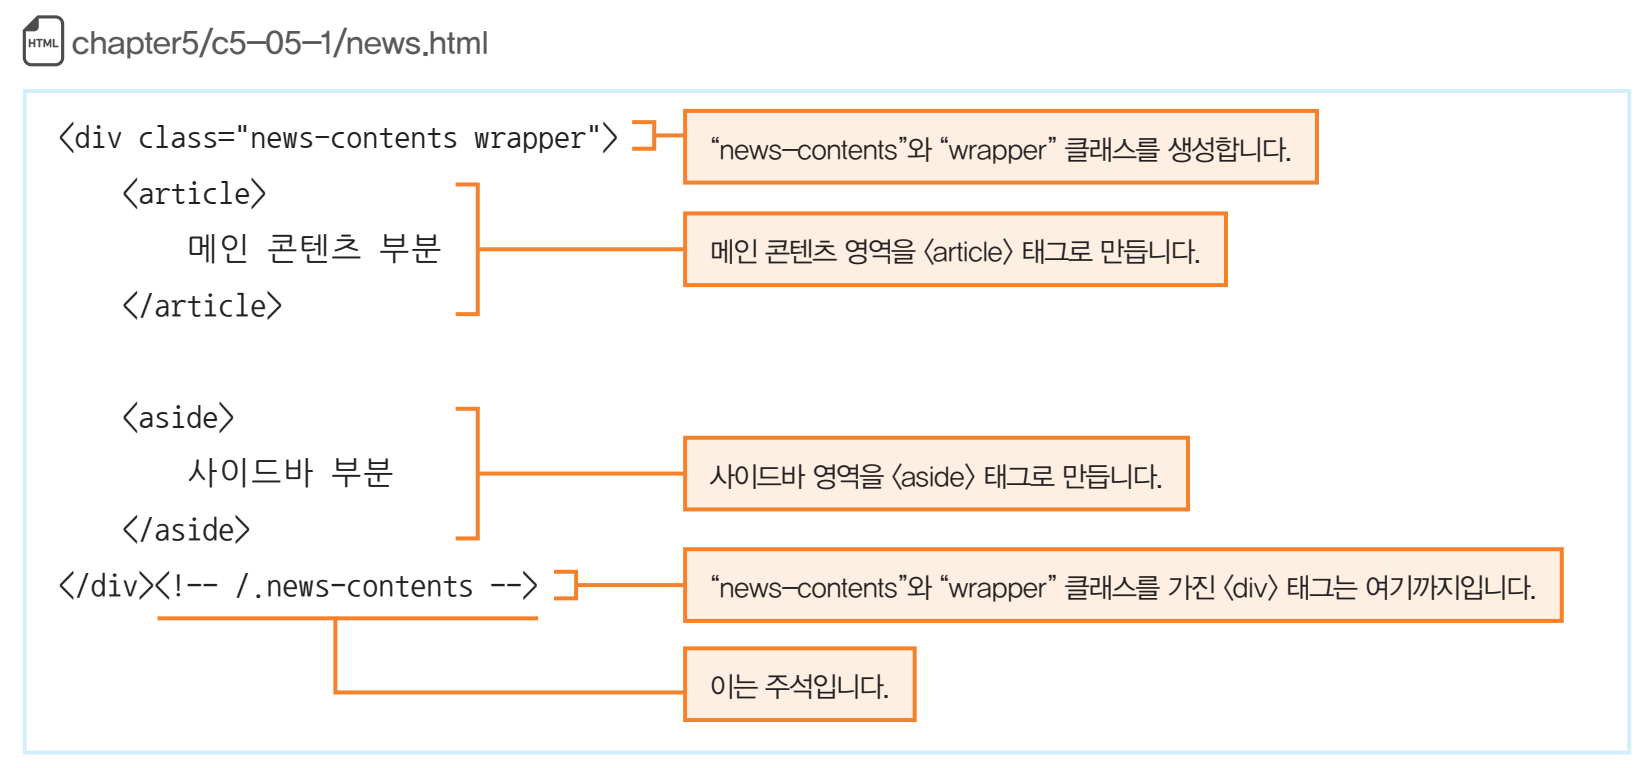 HTML chapter5/c5-05-1/news.html
<div class="news-contents wrapper">
“news-contents”와 “wrapper” 클래스를 생성합니다.
<article>
메인 콘텐츠 부분
메인 콘텐츠 영역을 <article> 태그로 만듭니다.
</article>
<aside>
사이드바 부분
사이드바 영역을 <aside> 태그로 만듭니다.
</aside>
</div><!-- /.news-contents -->
“news-contents”와 “wrapper” 클래스를 가진 <div> 태그는 여기까지입니다.
이는 주석입니다.